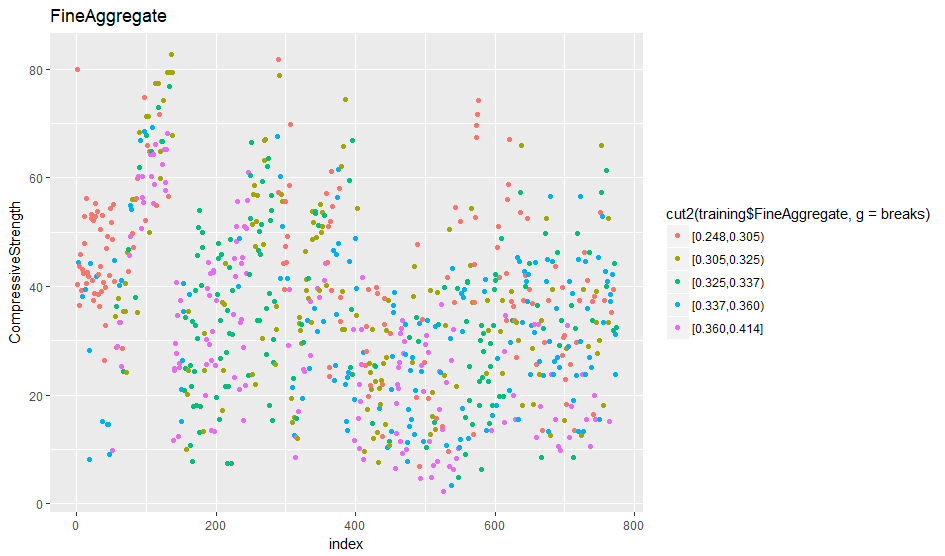 FineAggregate
CompressiveStrength
80
60
40
20
0
0 200 400 600 800
index
cut2(training$FineAggregate, g = breaks)
[0.248,0.305)
[0.305,0.325)
[0.325,0.337)
[0.337,0.360)
[0.360,0.414]